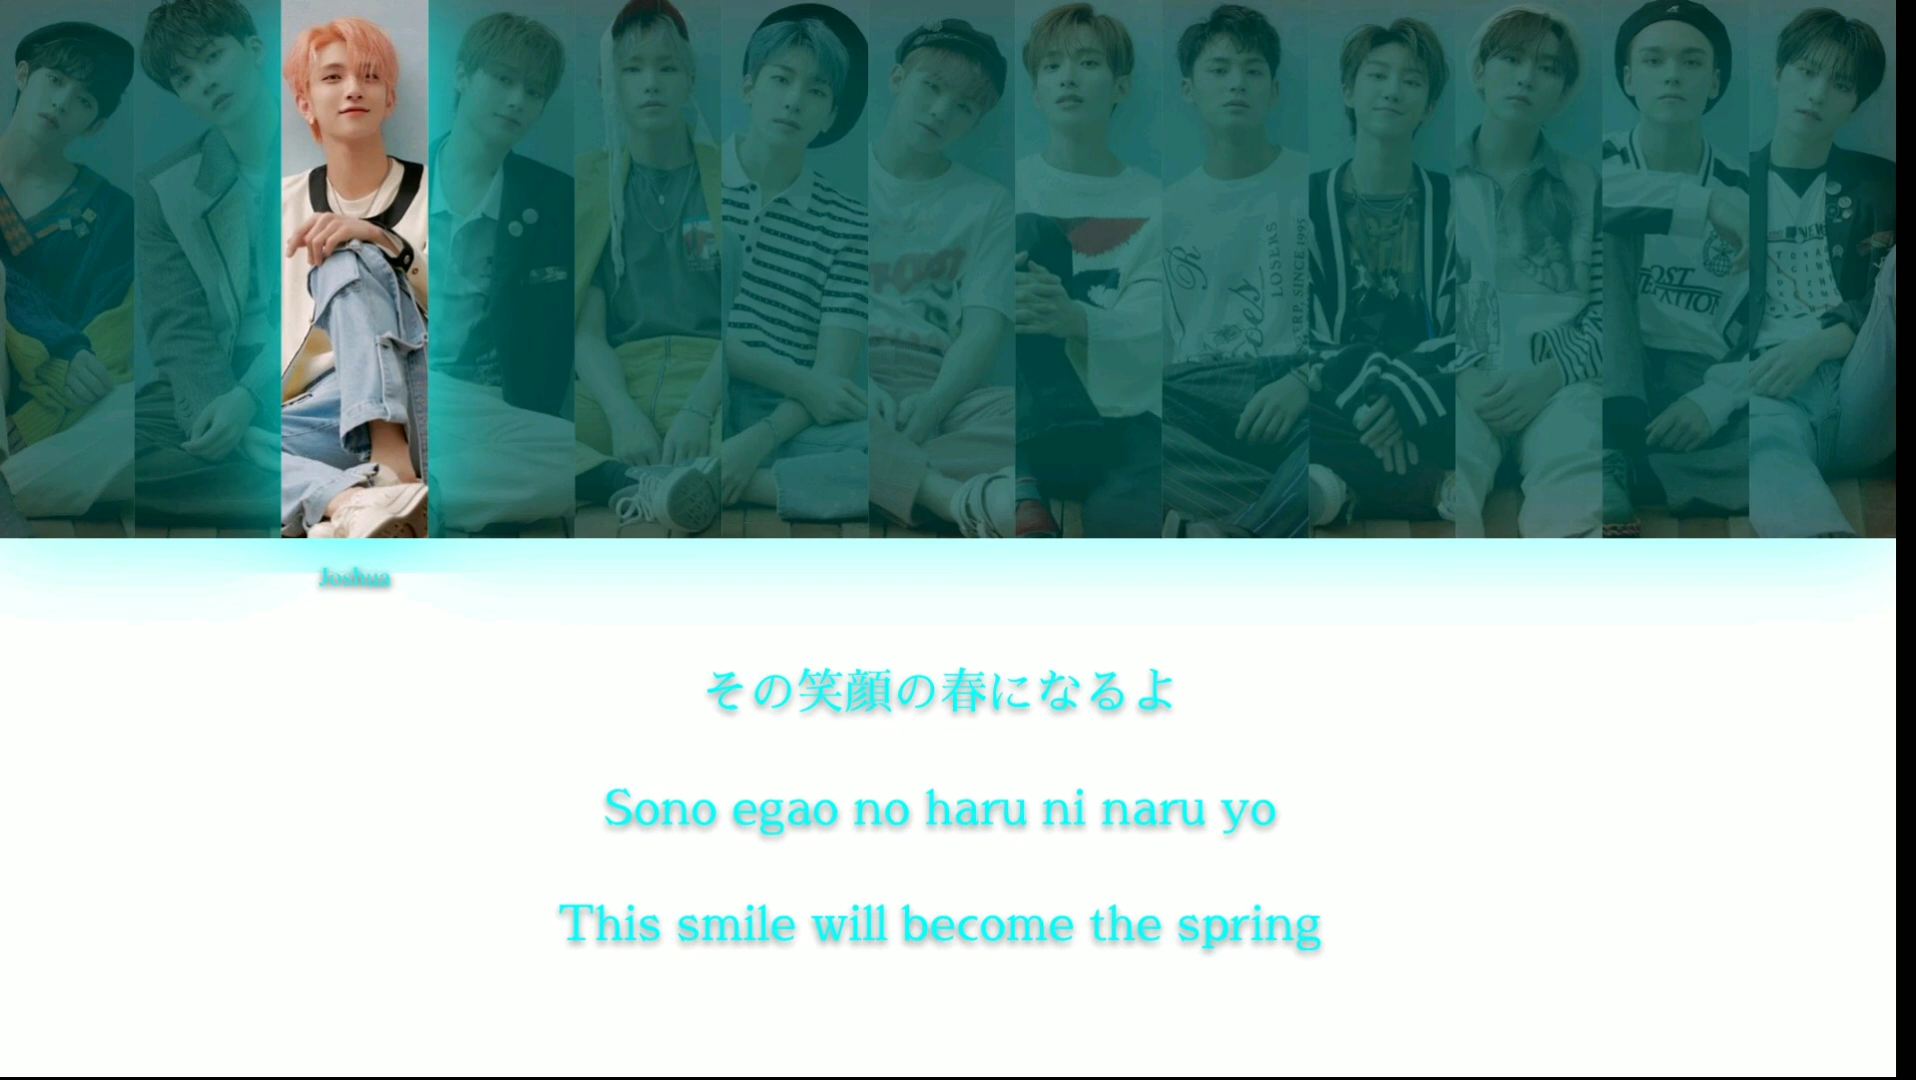 LOSERS
Joshua
その笑顔の春になるよ
Sono egao no haru ni naru yo
This smile will become the spring